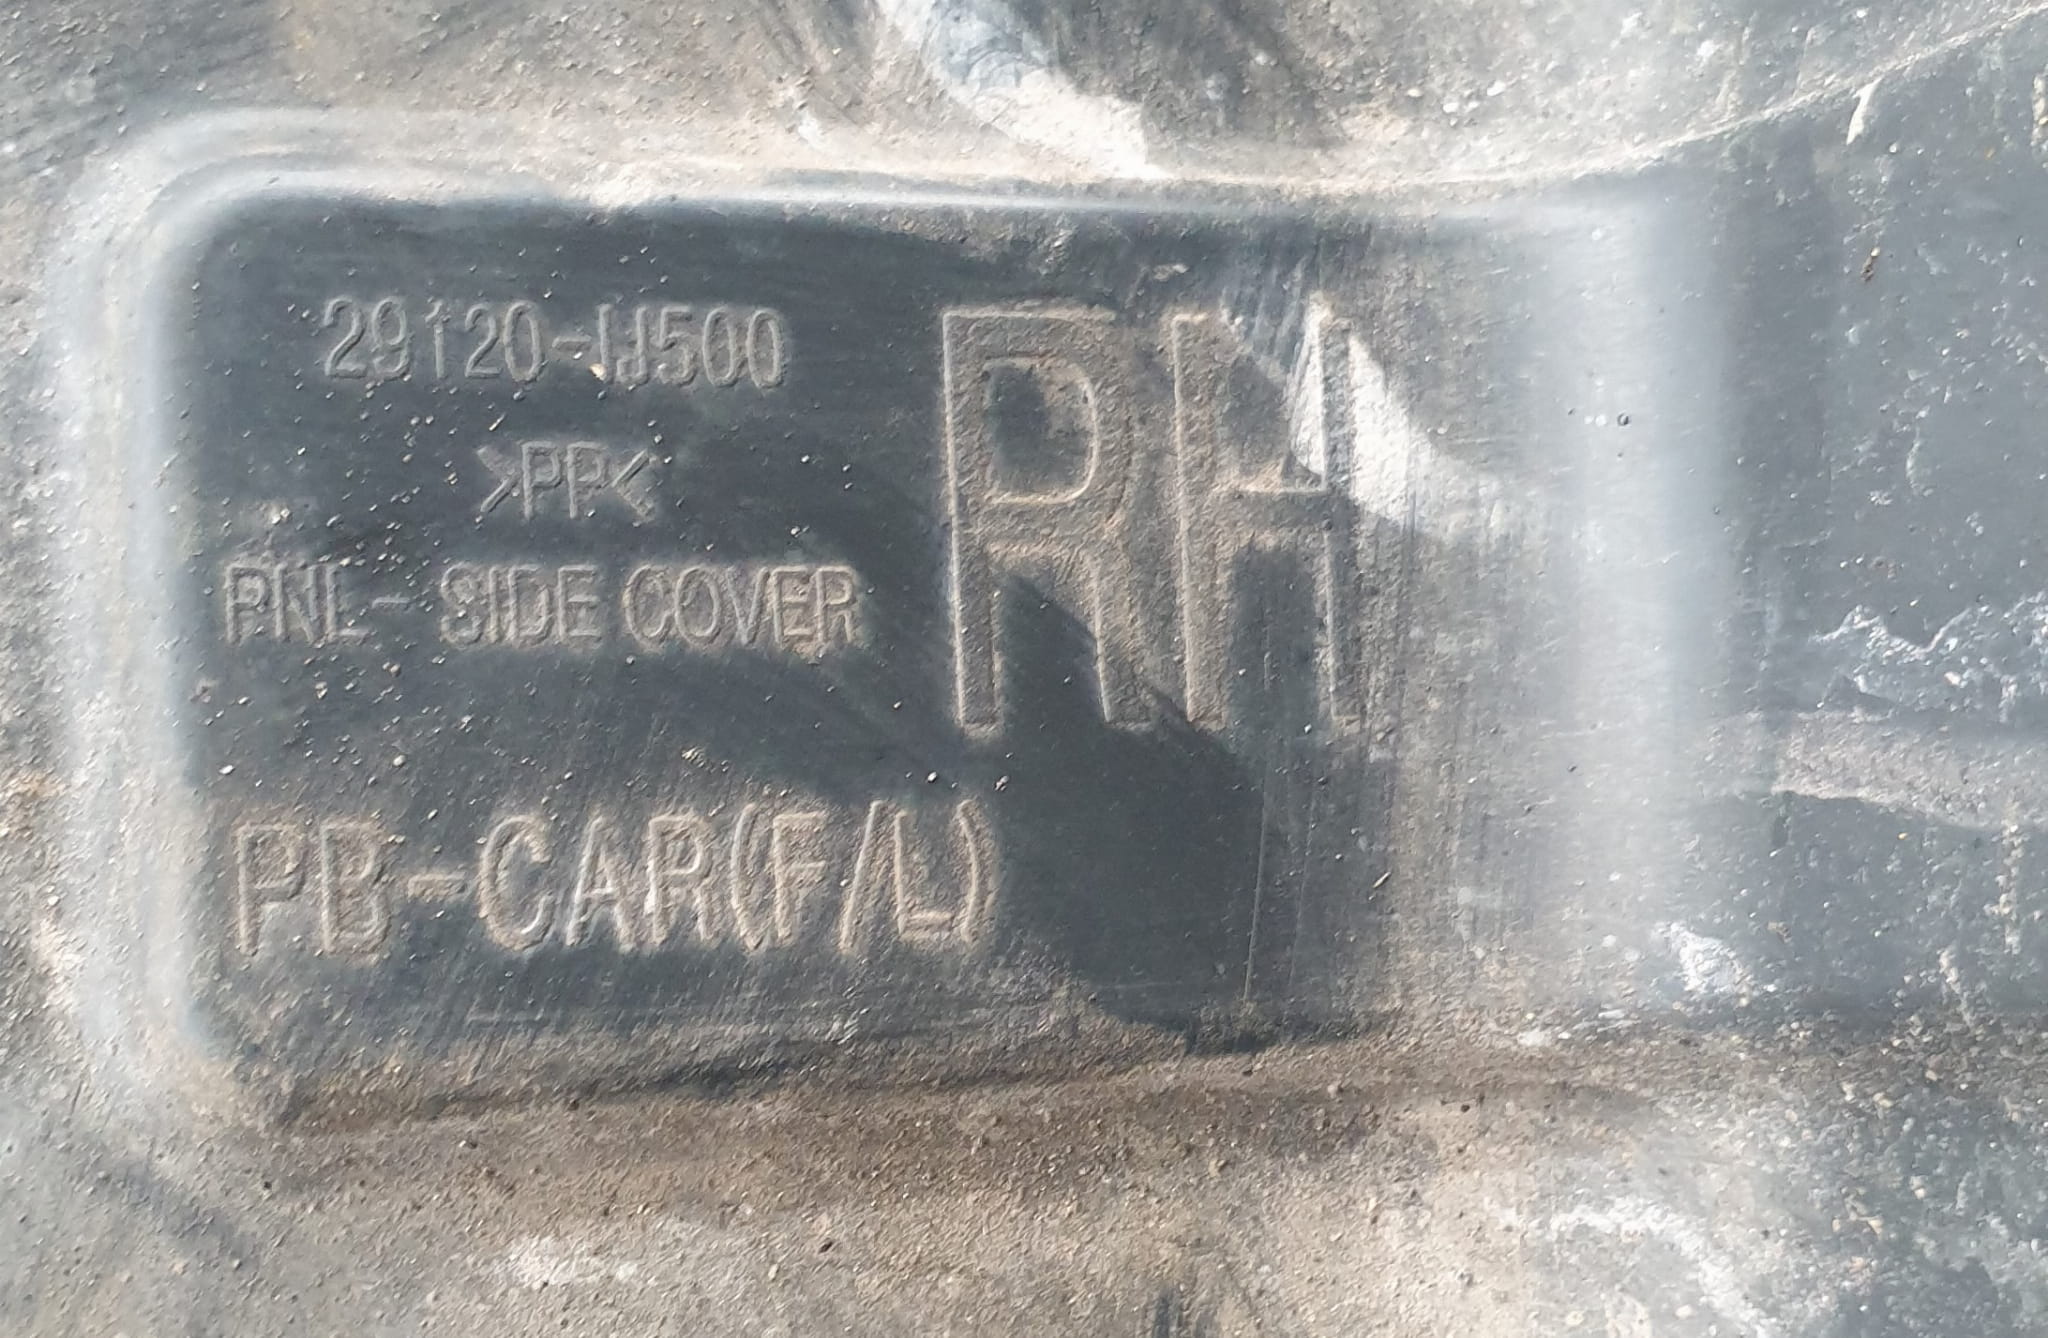 29120-1J500
>PP<
PNL- SIDE COVER
RH
PB-CAR(F/L)